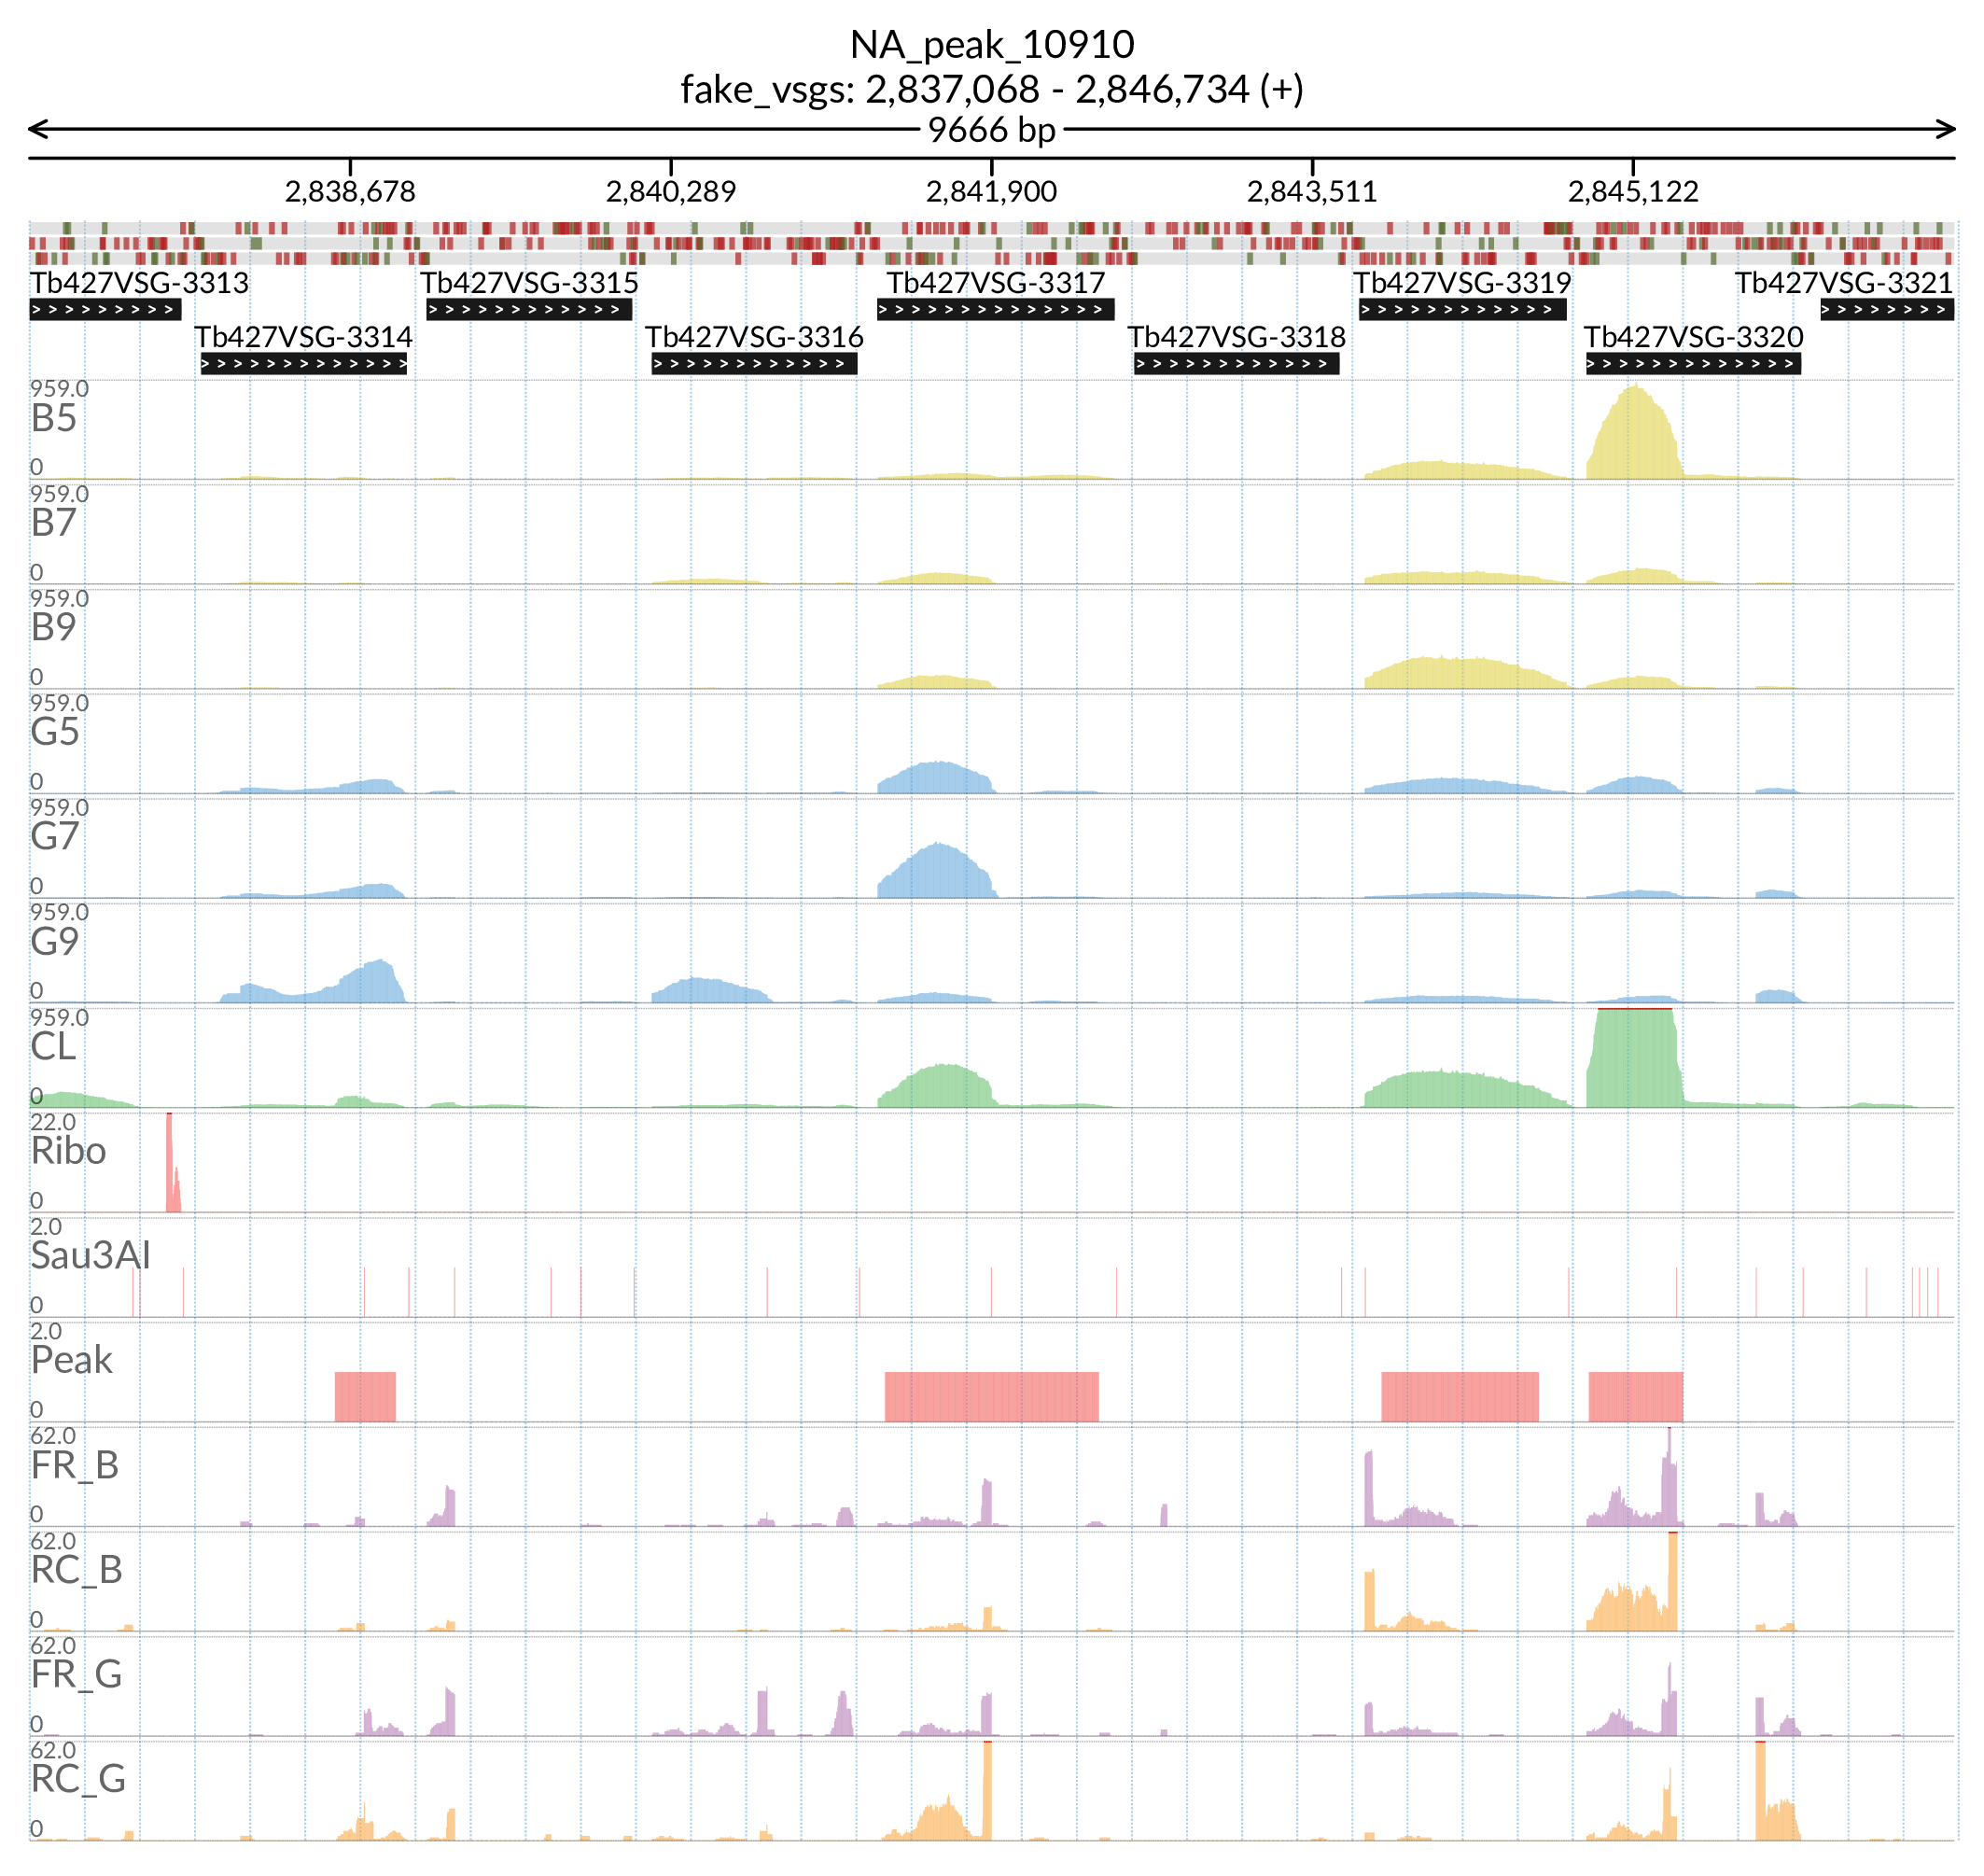 NA_peak_10910
fake_vsgs: 2,837,068 - 2,846,734 (+)
9666 bp
2,838,678 2,840,289 2,841,900 2,843,511 2,845,122
Tb427VSG-3313 Tb427VSG-3315 Tb427VSG-3317 Tb427VSG-3319 Tb427VSG-3321
Tb427VSG-3314 Tb427VSG-3316 Tb427VSG-3318 Tb427VSG-3320
959.0
B5
0
959.0
B7
0
959.0
B9
0
959.0
G5
0
959.0
G7
0
959.0
G9
0
959.0
CL
0
22.0
Ribo
0
2.0
Sau3AI
0
2.0
Peak
0
62.0
FR_B
0
62.0
RC_B
0
62.0
FR_G
0
62.0
RC_G
0